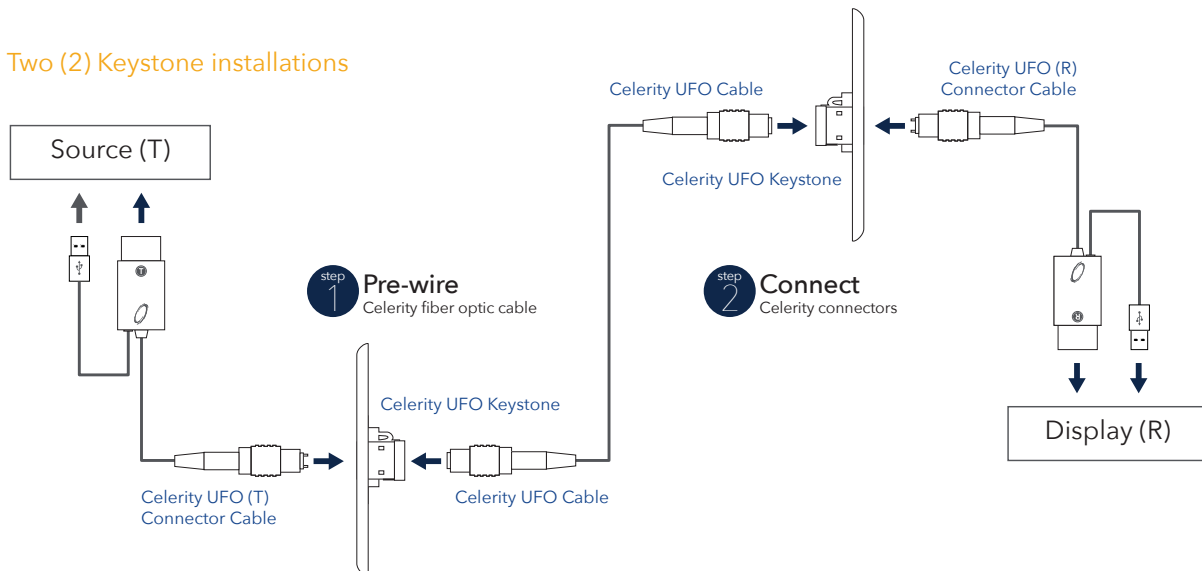 Two (2) Keystone installations
Source (T)
T
Celerity UFO (T)
Connector Cable
Celerity UFO Keystone
Celerity UFO Cable
step
1
Pre-wire
Celerity fiber optic cable
Celerity UFO Cable
Celerity UFO Keystone
Celerity UFO (R)
Connector Cable
step
2
Connect
Celerity connectors
R
Display (R)